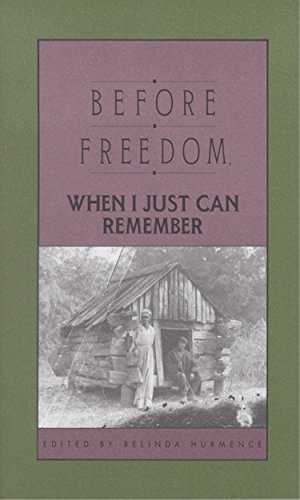 BEFORE
FREEDOM,
WHEN I JUST CAN
REMEMBER
EDITED BY BELINDA HURMENCE